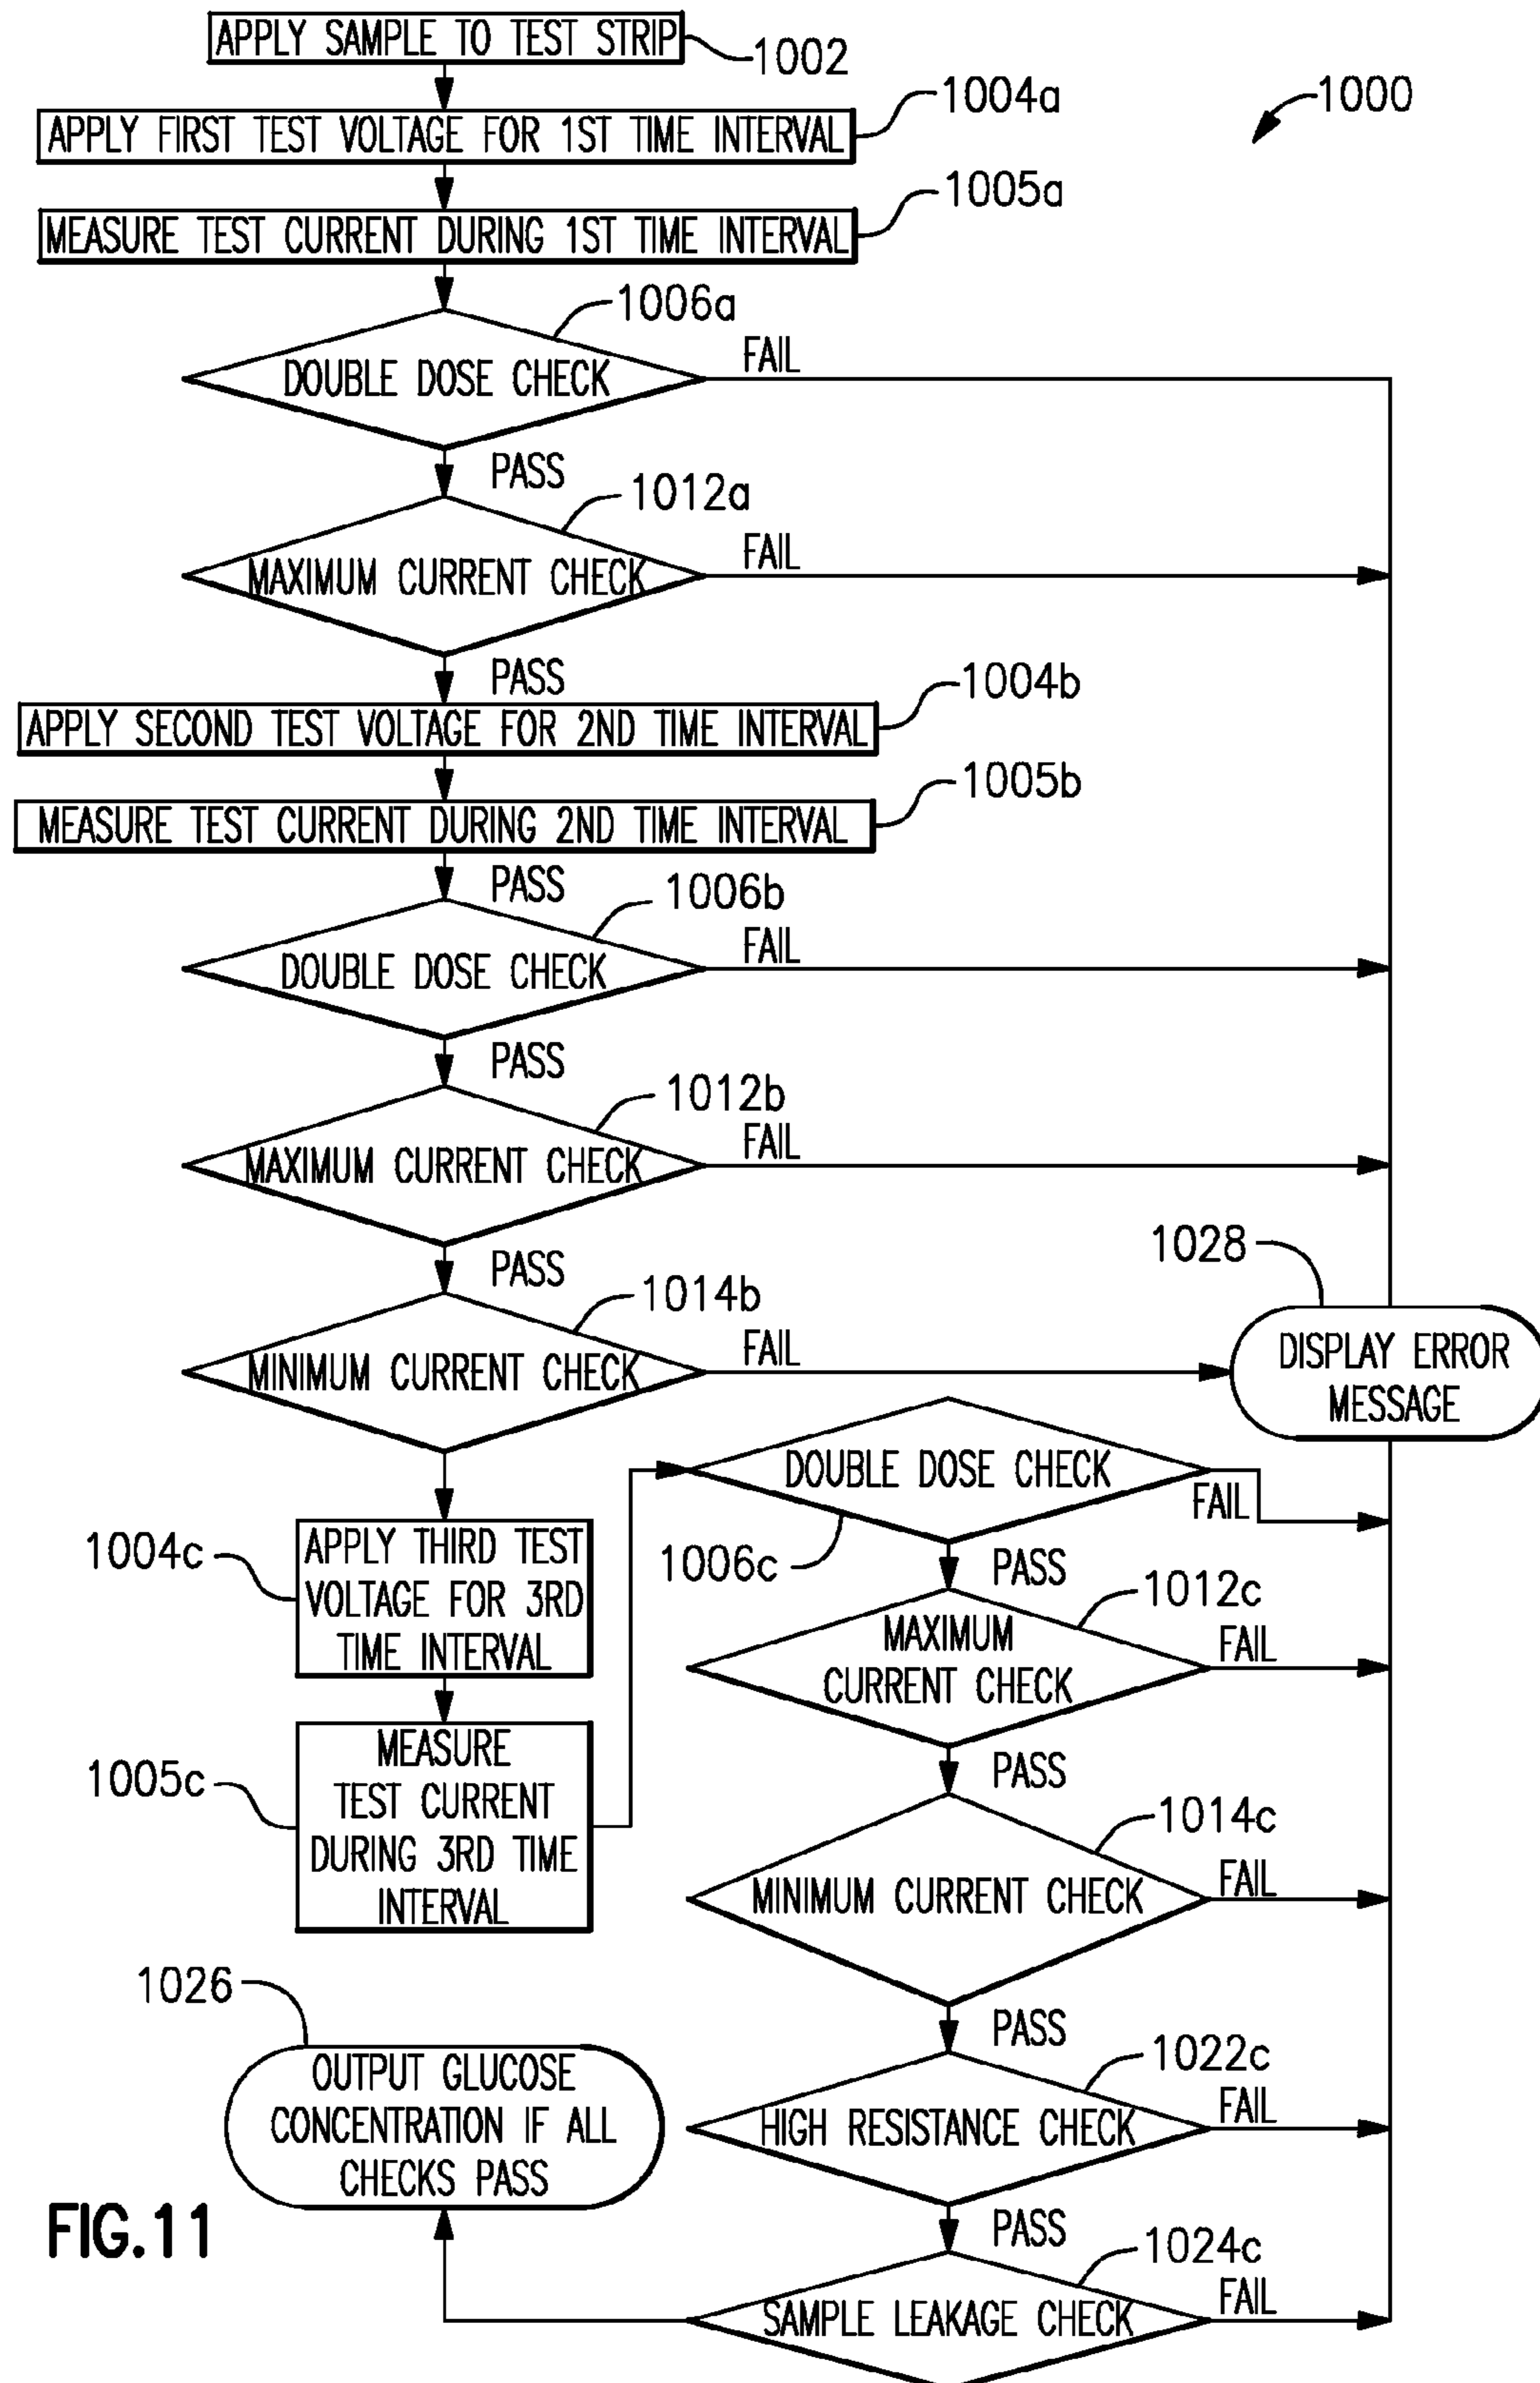 APPLY SAMPLE TO TEST STRIP
1002
1000
APPLY FIRST TEST VOLTAGE FOR 1ST TIME INTERVAL
1004a
MEASURE TEST CURRENT DURING 1ST TIME INTERVAL
1005a
1006a
DOUBLE DOSE CHECK
FAIL
PASS
1012a
MAXIMUM CURRENT CHECK
FAIL
PASS
1004b
APPLY SECOND TEST VOLTAGE FOR 2ND TIME INTERVAL
1005b
MEASURE TEST CURRENT DURING 2ND TIME INTERVAL
PASS
1006b
DOUBLE DOSE CHECK
FAIL
PASS
1012b
MAXIMUM CURRENT CHECK
FAIL
PASS
1014b
MINIMUM CURRENT CHECK
FAIL
1028
DISPLAY ERROR
MESSAGE
1004c
APPLY THIRD TEST
VOLTAGE FOR 3RD
TIME INTERVAL
1005c
MEASURE
TEST CURRENT
DURING 3RD TIME
INTERVAL
DOUBLE DOSE CHECK
FAIL
1006c
PASS
1012c
MAXIMUM
CURRENT CHECK
FAIL
PASS
1014c
MINIMUM CURRENT CHECK
FAIL
PASS
1022c
HIGH RESISTANCE CHECK
FAIL
PASS
1024c
SAMPLE LEAKAGE CHECK
FAIL
1026
OUTPUT GLUCOSE
CONCENTRATION IF ALL
CHECKS PASS
FIG.11